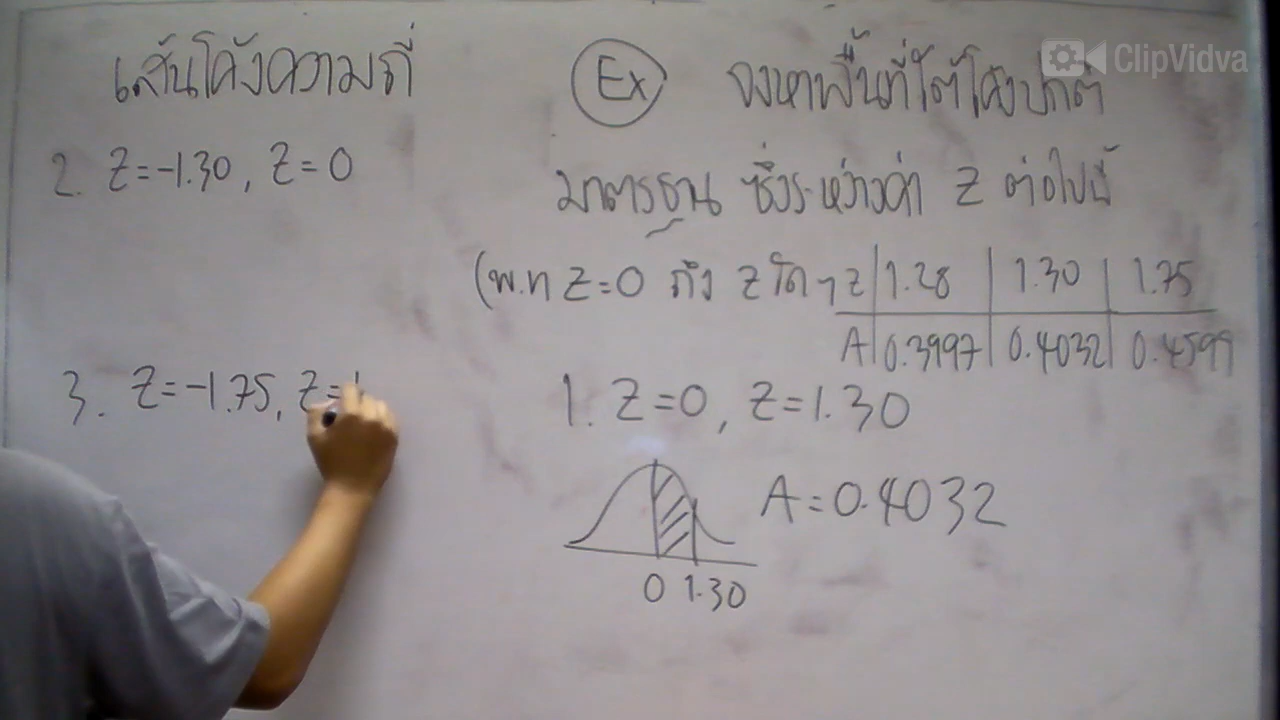 เส้นโค้งความถี่
2. Z=-1.30, Z=0
3. Z=-1.75, Z=1
Ex จงหาพื้นที่ใต้โค้งปกติ
มาตรฐาน ซึ่งระหว่างค่า Z ต่อไปนี้
(พ.ท Z=0 ถึง Z ใดๆ
Z 1.28 1.30 1.75
A 0.3997 0.4032 0.4599
1. Z=0, Z=1.30
A=0.4032
0 1.30
ClipVidva